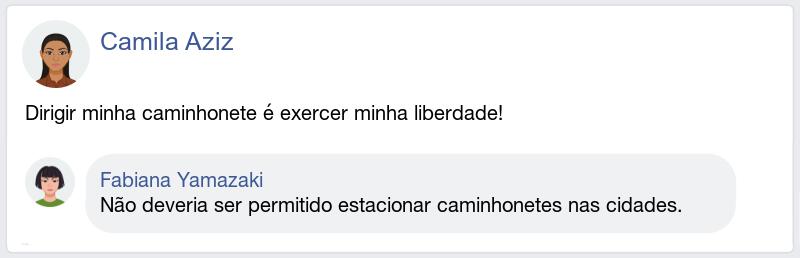 Camila Aziz
Dirigir minha caminhonete é exercer minha liberdade!
Fabiana Yamazaki
Não deveria ser permitido estacionar caminhonetes nas cidades.